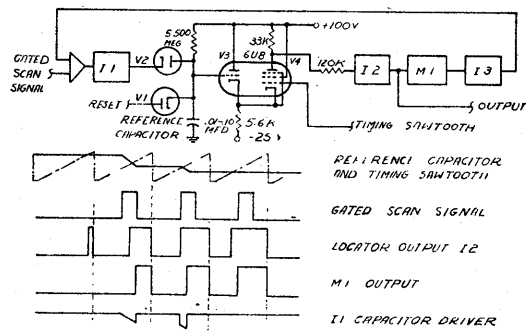 +100V
5,500
MEG
33K
GATED
SCAN
SIGNAL
I1
V2
V3
6U8
V4
120K
I2
M1
I3
V1
RESET
OUTPUT
REFERENCE
CAPACITOR
.01-.10
MFD
5.6K
-25V
TIMING SAWTOOTH
REFERENCE CAPACITOR
AND TIMING SAWTOOTH
GATED SCAN SIGNAL
LOCATOR OUTPUT I2
M1 OUTPUT
I1 CAPACITOR DRIVER